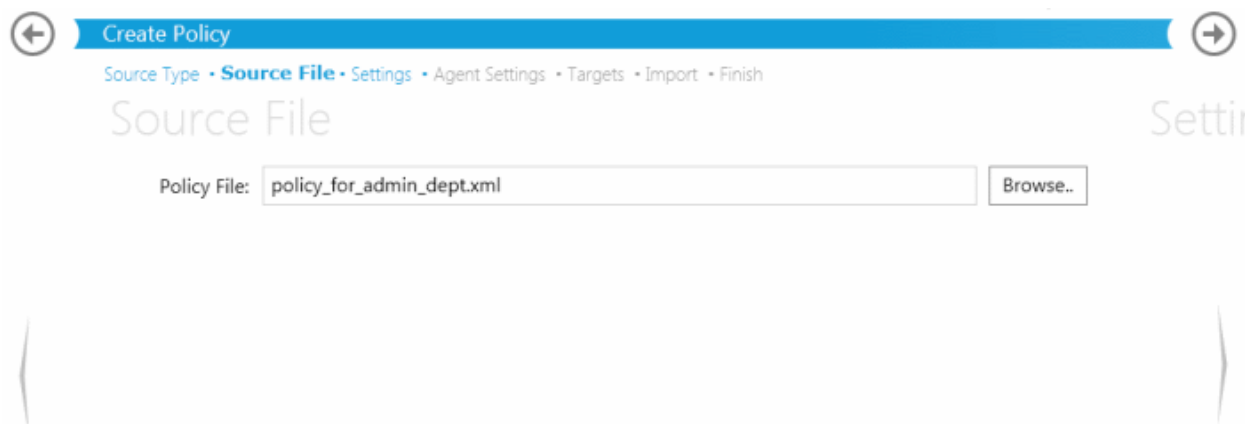 Create Policy
Source Type • Source File • Settings • Agent Settings • Targets • Import • Finish
Source File
Settin
Policy File: policy_for_admin_dept.xml Browse..